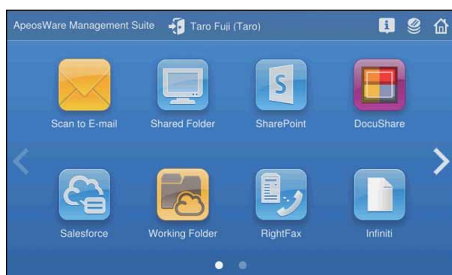 ApeosWare Management Suite Taro Fuji (Taro)
Scan to E-mail Shared Folder SharePoint DocuShare
Salesforce Working Folder RightFax Infiniti